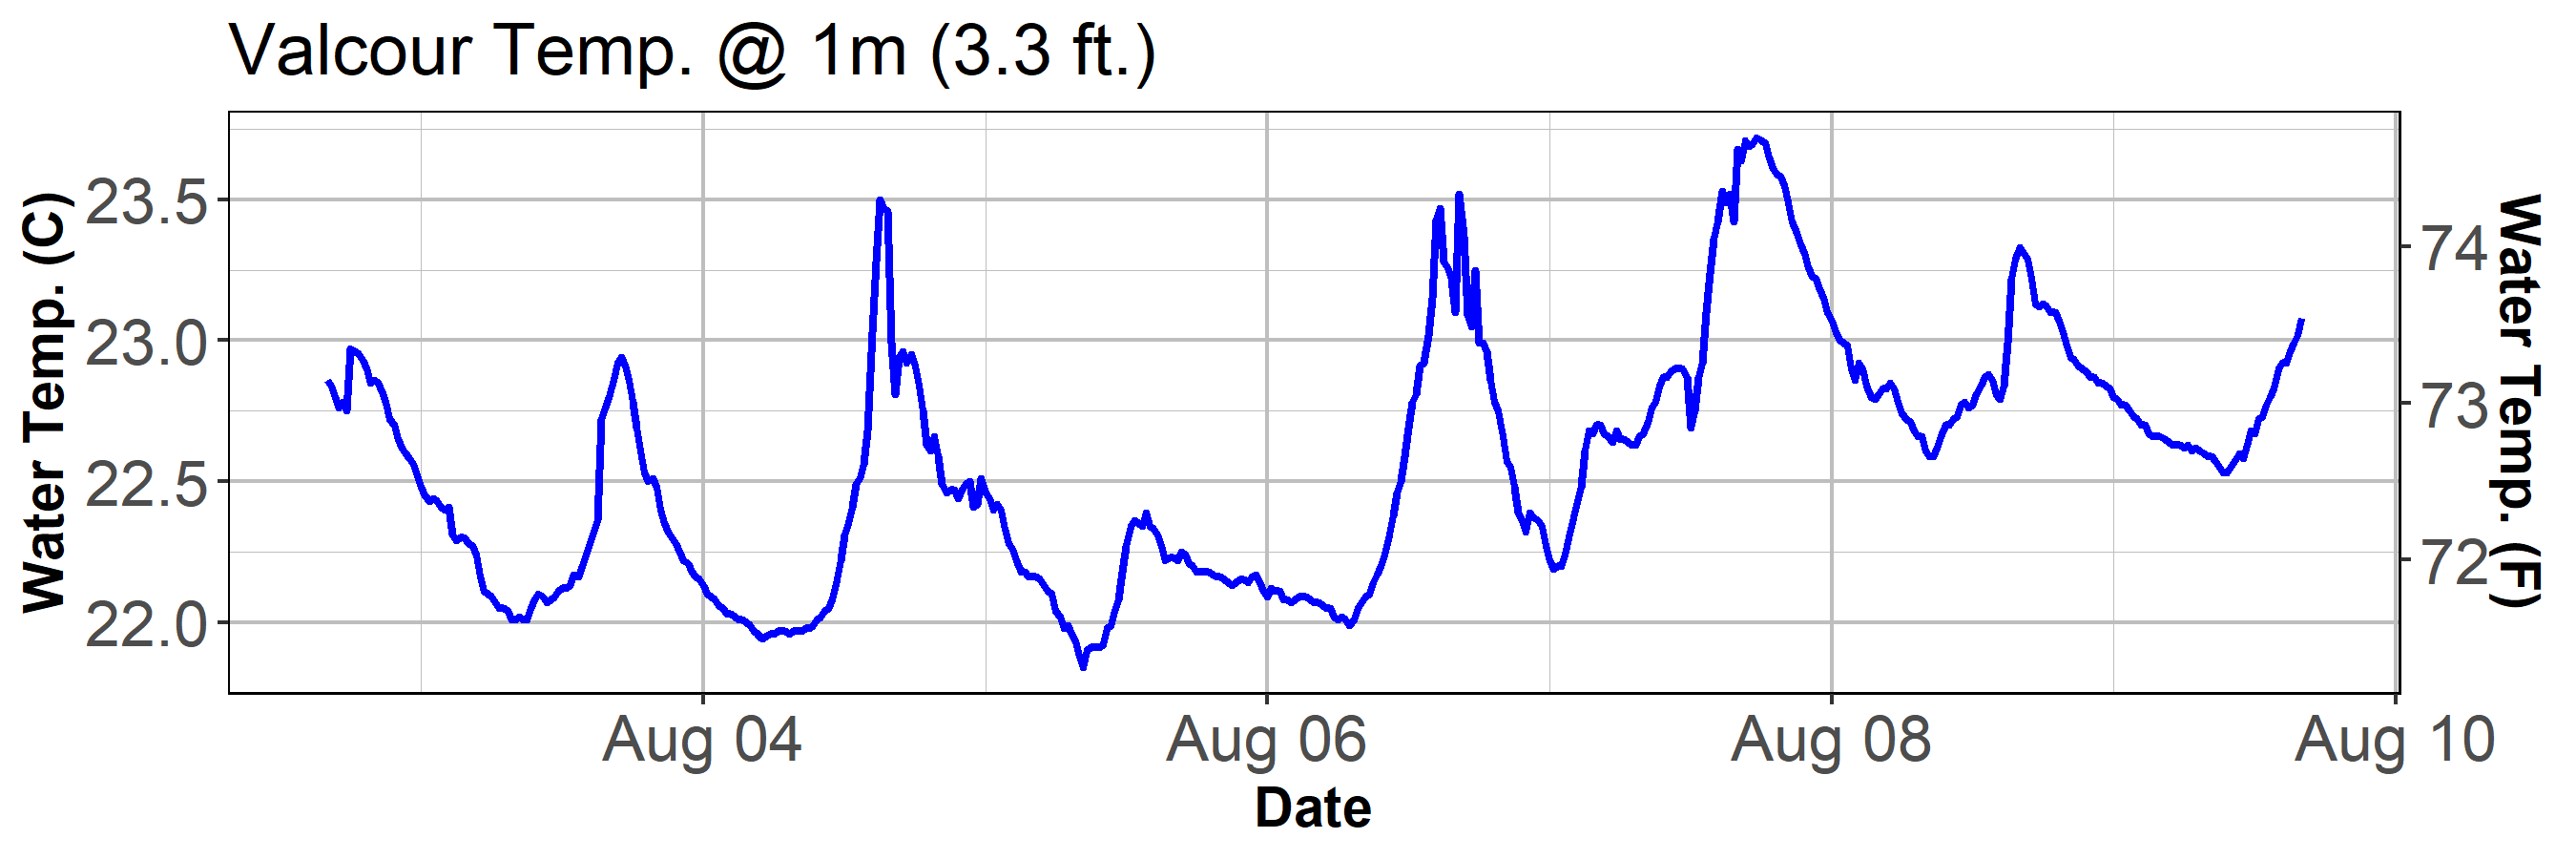 Valcour Temp. @ 1m (3.3 ft.)
Water Temp. (C)
23.5
23.0
22.5
22.0
74
73
72
Water Temp. (F)
Aug 04
Aug 06
Aug 08
Aug 10
Date